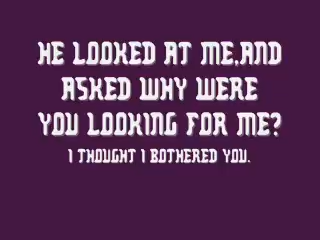 HE LOOKED AT ME,AND
ASKED WHY WERE
YOU LOOKING FOR ME?
I THOUGHT I BOTHERED YOU.